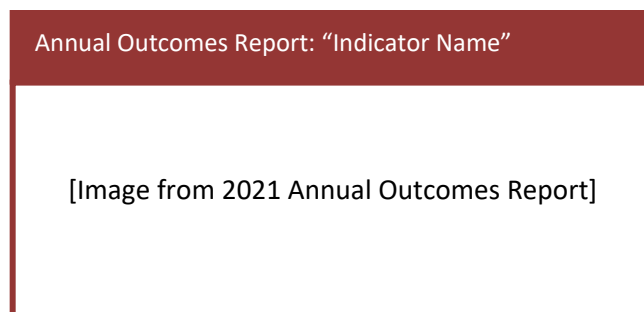 Annual Outcomes Report: “Indicator Name”
[Image from 2021 Annual Outcomes Report]